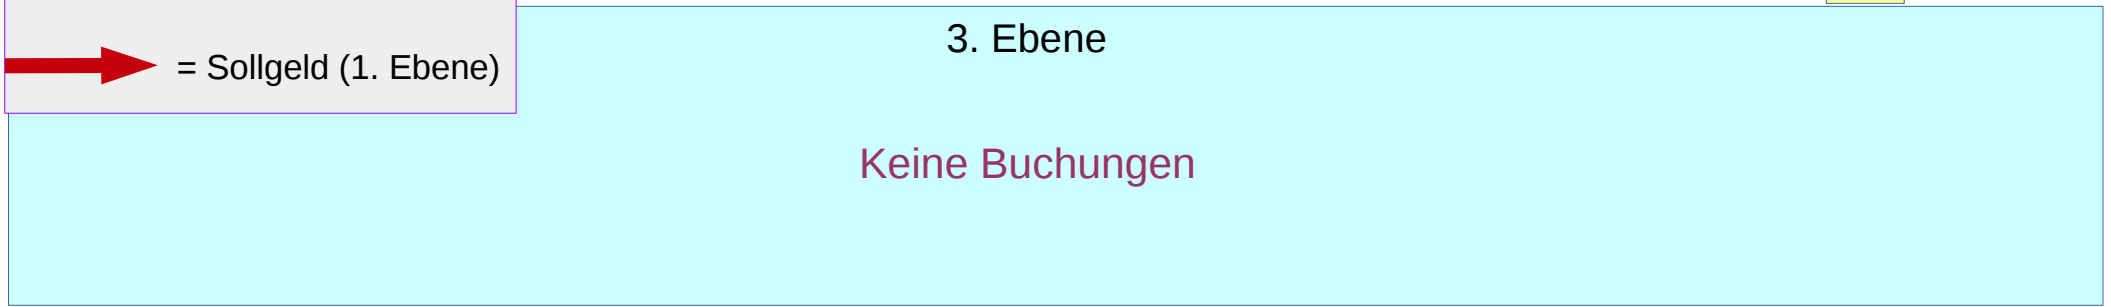 3. Ebene
= Sollgeld (1. Ebene)
Keine Buchungen